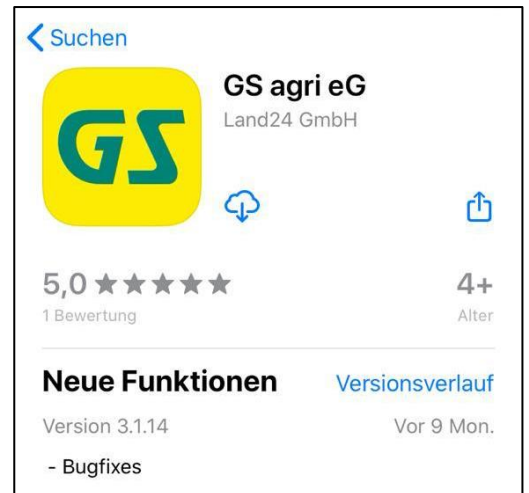 Suchen
GS
GS agri eG
Land24 GmbH
5,0 ★★★★★
4+
1 Bewertung
Alter
Neue Funktionen
Versionsverlauf
Version 3.1.14
Vor 9 Mon.
- Bugfixes